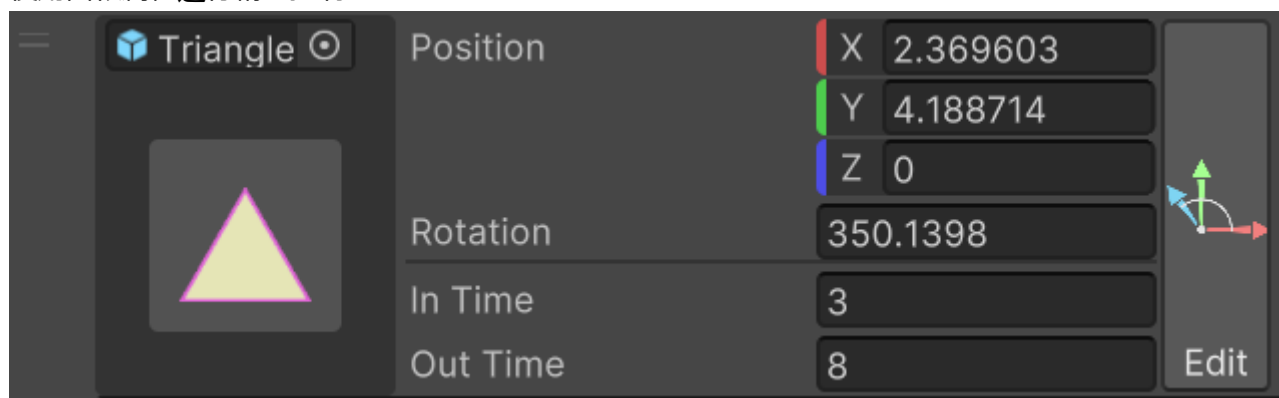 Triangle
Position
X 2.369603
Y 4.188714
Z 0
Rotation 350.1398
In Time 3
Out Time 8
Edit